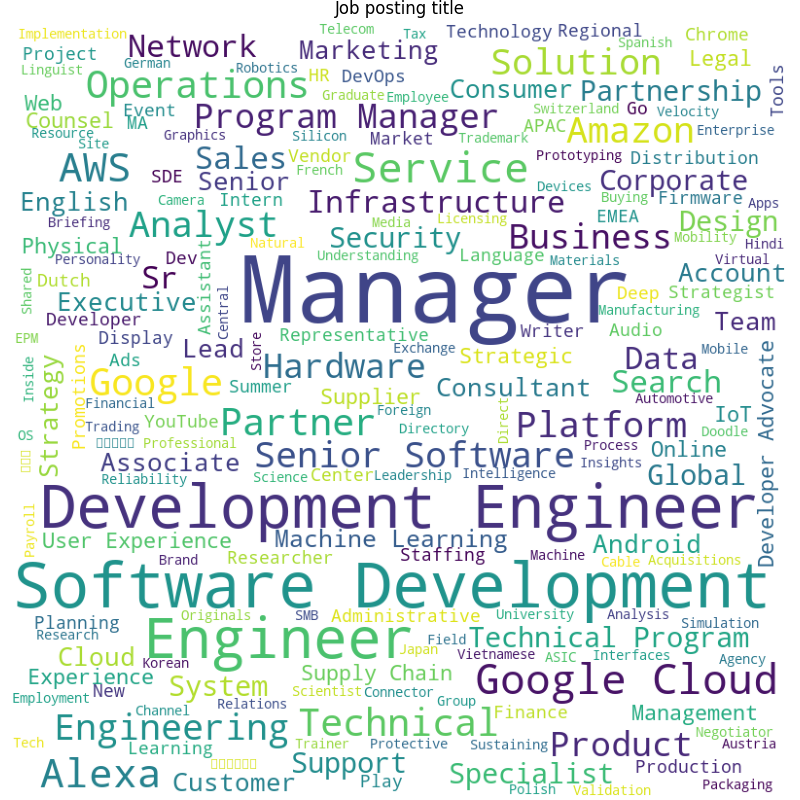 Job posting title
Implementation
Telecom
Tax
Technology
Regional
Chrome
Project
Network
German
Marketing
Spanish
Legal
Linguist
Robotics
HR
DevOps
Solution
Tools
Operations
Graduate
Employee
Consumer
Partnership
Web
Event
Program Manager
Switzerland
Go
Velocity
Counsel
MA
APAC
Amazon
Enterprise
Resource
Graphics
Silicon
Market
Trademark
Site
AWS
Sales
Vendor
French
Service
Prototyping
Distribution
SDE
Senior
Devices
Corporate
English
Camera
Intern
Infrastructure
Buying
Firmware
Apps
Briefing
Analyst
Media
Licensing
Business
EMEA
Design
Physical
Natural
Security
Mobility
Hindi
Personality
Dev
Assistant
Understanding
Language
Materials
Virtual
Shared
Dutch
Sr
Central
Manager
Account
Executive
Deep
Strategist
Developer
Manufacturing
EPM
Display
Store
Representative
Writer
Audio
Team
Lead
Exchange
Strategic
Mobile
Inside
Strategy
Promotions
Ads
Hardware
Data
Google
Summer
Consultant
Search
Developer Advocate
Financial
Supplier
Automotive
Trading
YouTube
Partner
Foreign
Direct
Platform
IoT
OS
Professional
Directory
Process
Doodle
Associate
Senior Software
Online
Reliability
Science
Center
Leadership
Intelligence
Insights
Global
Payroll
Development Engineer
User Experience
Machine Learning
Android
Brand
Researcher
Staffing
Machine
Cable
Acquisitions
Software Development
Originals
SMB
Administrative
University
Analysis
Planning
Simulation
Research
Engineer
Field
Technical Program
Cloud
Korean
Japan
Vietnamese
ASIC
Interfaces
Agency
Experience
New
System
Supply Chain
Google Cloud
Employment
Relations
Scientist
Connector
Group
Engineering
Channel
Technical
Finance
Management
Tech
Learning
Trainer
Protective
Sustaining
Product
Negotiator
Austria
Alexa
Customer
Support
Play
Specialist
Production
Polish
Validation
Packaging